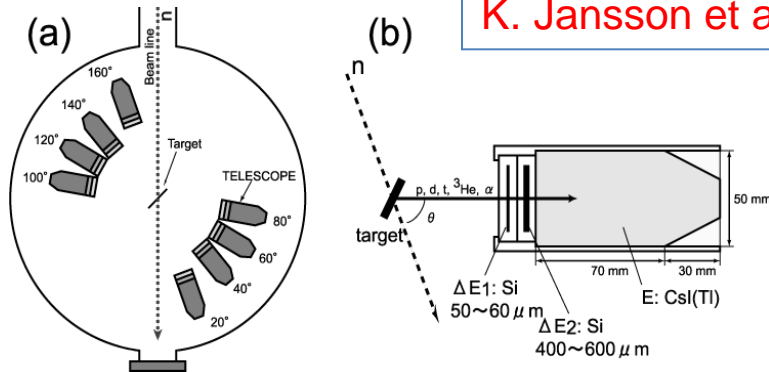 K. Jansson et a
(a)
n
Beam line
160°
140°
120°
100°
Target
TELESCOPE
80°
60°
40°
20°
(b)
n
p, d, t, ³He, α
θ
target
50 mm
70 mm
30 mm
ΔE1: Si
50～60 μm
ΔE2: Si
400～600 μm
E: CsI(Tl)